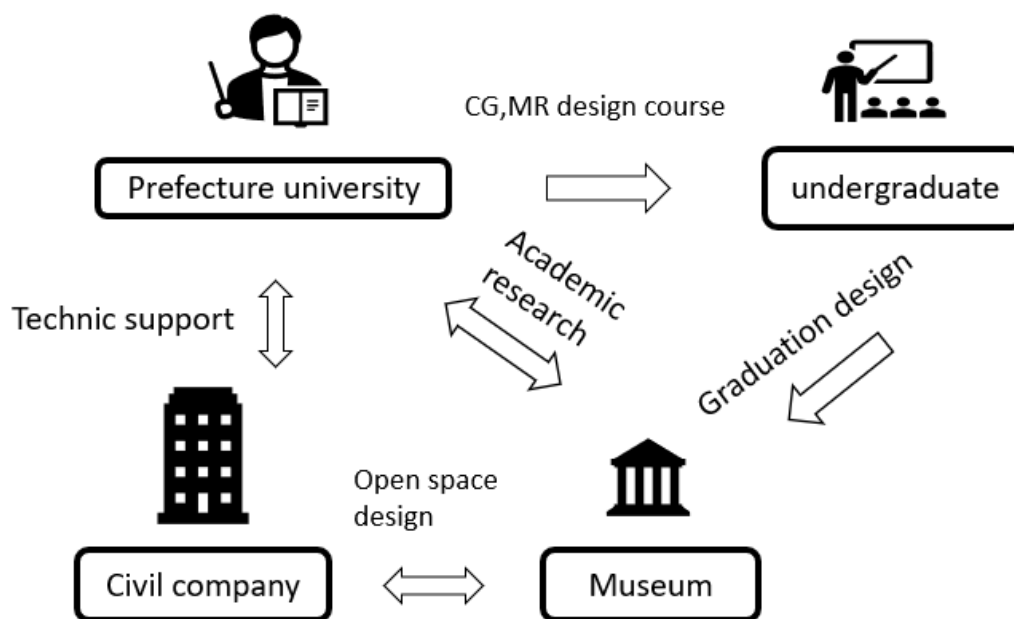 CG,MR design course
Prefecture university
undergraduate
Academic
research
Technic support
Graduation design
Open space
design
Civil company
Museum